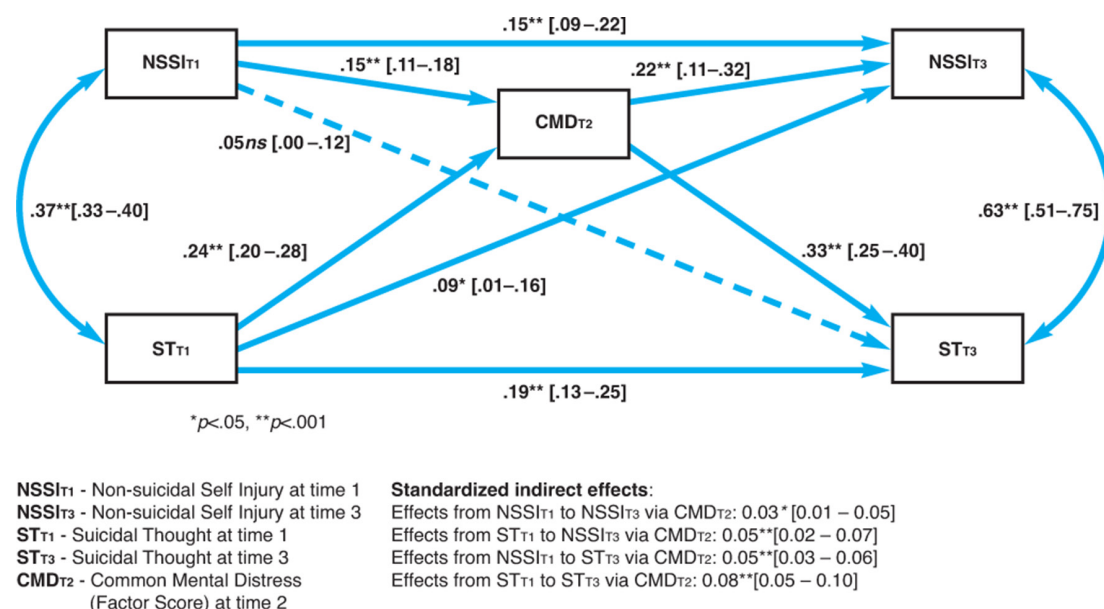 .15** [.09–.22]
NSSIT1
NSSIT3
.15** [.11–.18]
.22** [.11–.32]
CMDT2
.05ns [.00–.12]
.37**[.33–.40]
.63** [.51–.75]
.24** [.20–.28]
.33** [.25–.40]
.09* [.01–.16]
STT1
STT3
.19** [.13–.25]
*p<.05, **p<.001
NSSIT1 - Non-suicidal Self Injury at time 1
NSSIT3 - Non-suicidal Self Injury at time 3
STT1 - Suicidal Thought at time 1
STT3 - Suicidal Thought at time 3
CMDT2 - Common Mental Distress
(Factor Score) at time 2
Standardized indirect effects:
Effects from NSSIT1 to NSSIT3 via CMDT2: 0.03* [0.01 – 0.05]
Effects from STT1 to NSSIT3 via CMDT2: 0.05**[0.02 – 0.07]
Effects from NSSIT1 to STT3 via CMDT2: 0.05**[0.03 – 0.06]
Effects from STT1 to STT3 via CMDT2: 0.08**[0.05 – 0.10]